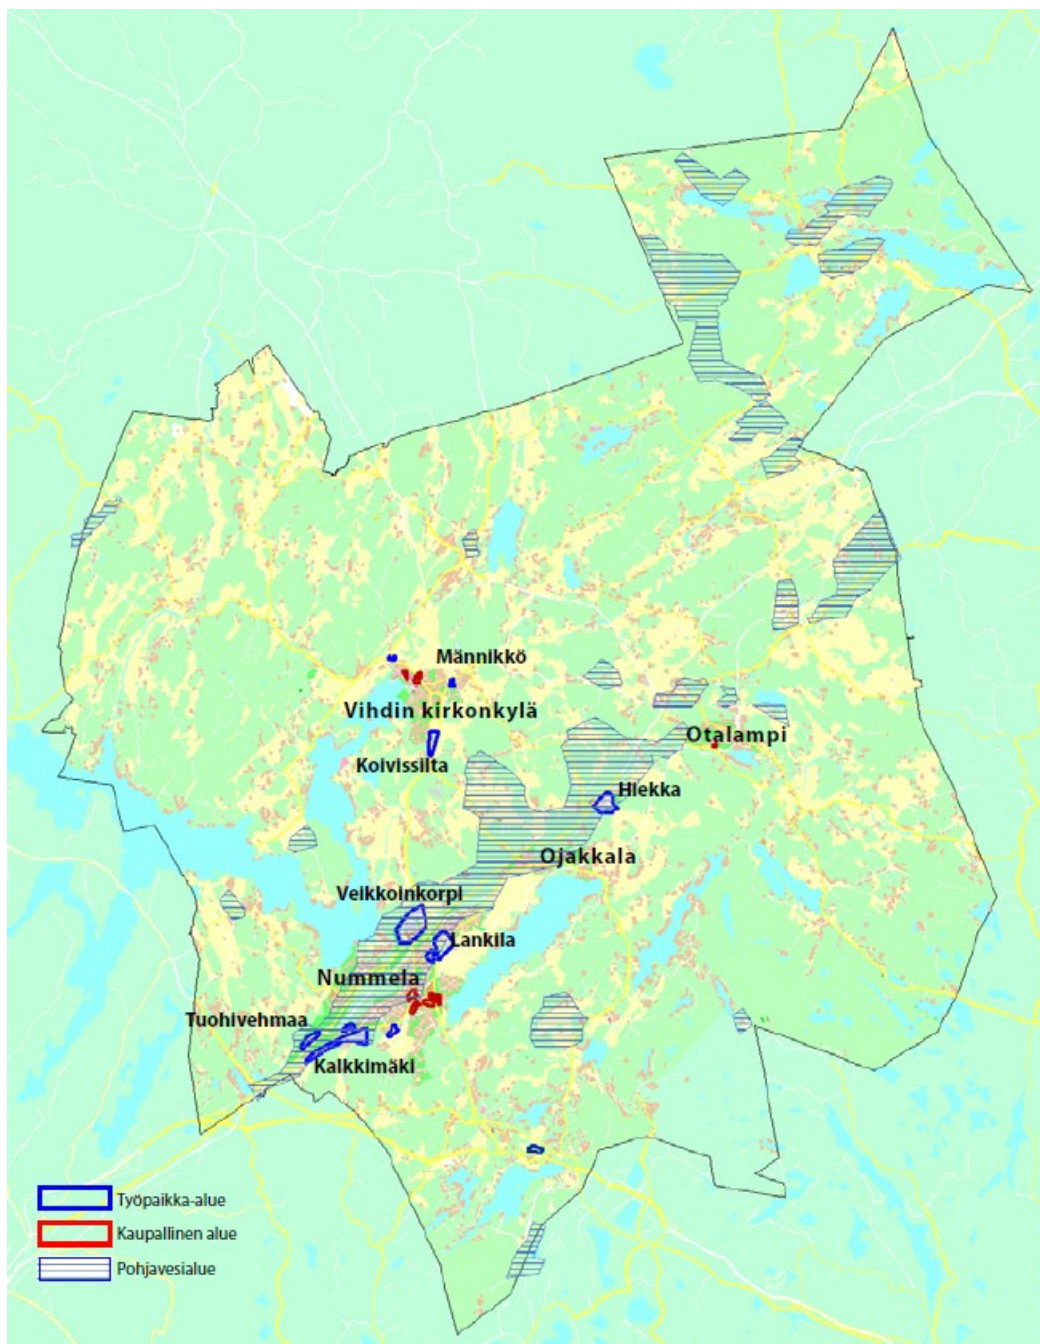 Männikkö
Vihdin kirkonkylä
Koivissilta
Otalampi
Hiekka
Ojakkala
Veikkoinkorpi
Lankila
Nummela
Tuohivehmaa
Kalkkimäki
Työpaikka-alue
Kaupallinen alue
Pohjavesialue